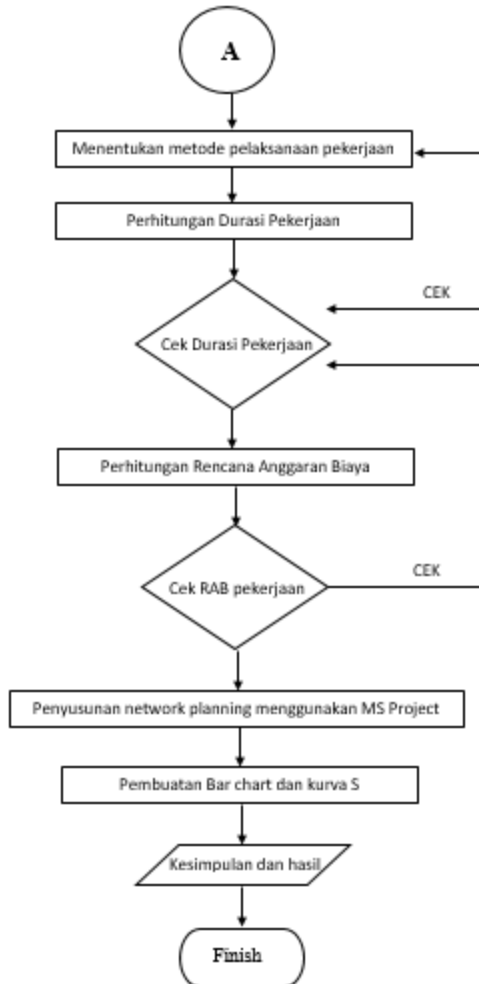 A
Menentukan metode pelaksanaan pekerjaan
Perhitungan Durasi Pekerjaan
CEK
Cek Durasi Pekerjaan
Perhitungan Rencana Anggaran Biaya
CEK
Cek RAB pekerjaan
Penyusunan network planning menggunakan MS Project
Pembuatan Bar chart dan kurva S
Kesimpulan dan hasil
Finish